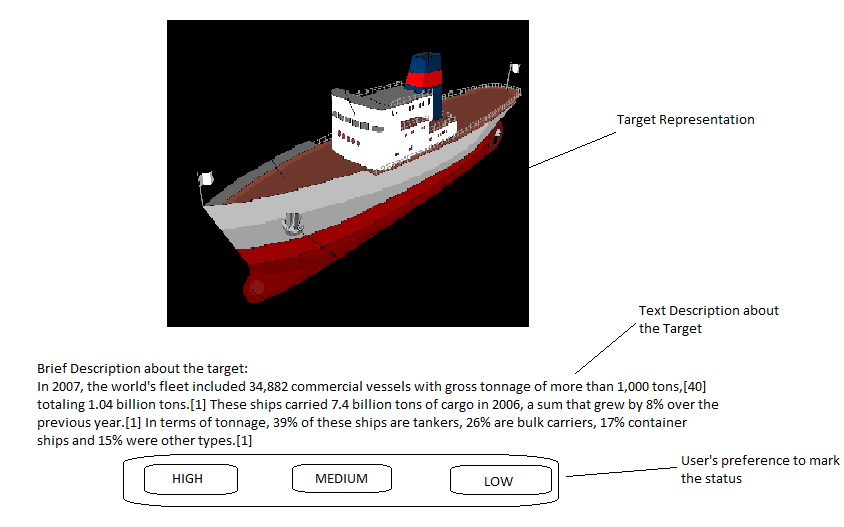 Target Representation
Text Description about
the Target
Brief Description about the target:
In 2007, the world's fleet included 34,882 commercial vessels with gross tonnage of more than 1,000 tons,[40]
totaling 1.04 billion tons.[1] These ships carried 7.4 billion tons of cargo in 2006, a sum that grew by 8% over the
previous year.[1] In terms of tonnage, 39% of these ships are tankers, 26% are bulk carriers, 17% container
ships and 15% were other types.[1]
User's preference to mark
the status
HIGH
MEDIUM
LOW